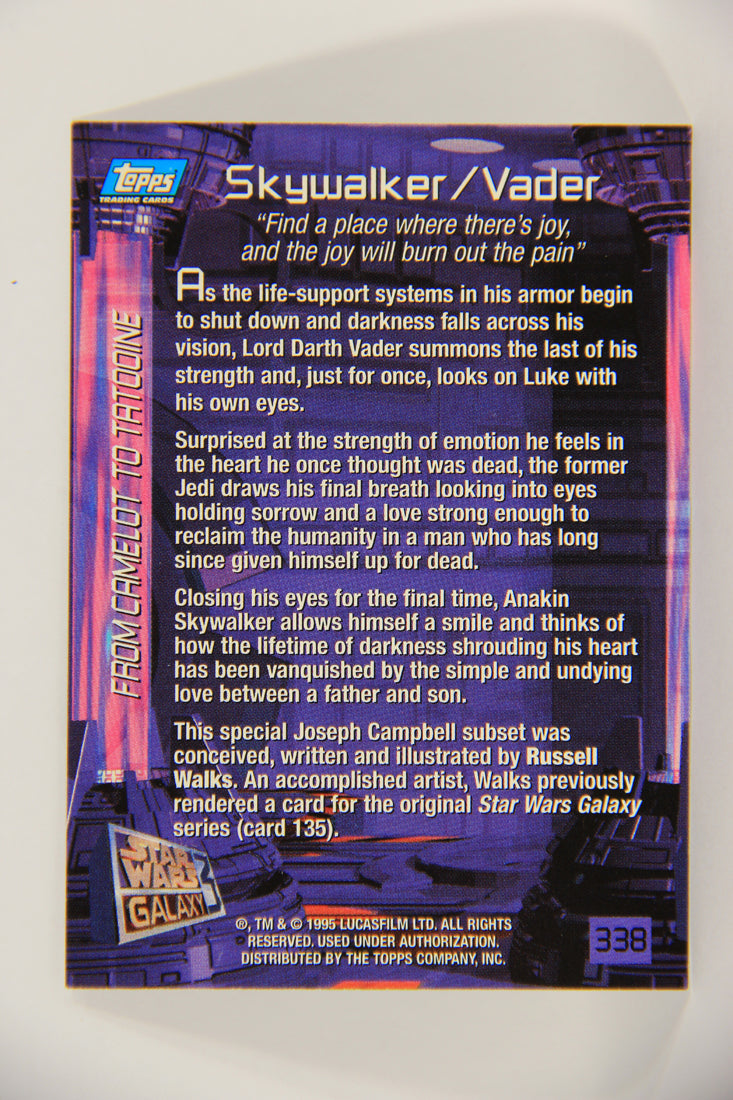 TOPPS
TRADING CARDS
Skywalker/Vader
“Find a place where there’s joy,
and the joy will burn out the pain”
As the life-support systems in his armor begin
to shut down and darkness falls across his
vision, Lord Darth Vader summons the last of his
strength and, just for once, looks on Luke with
his own eyes.
Surprised at the strength of emotion he feels in
the heart he once thought was dead, the former
Jedi draws his final breath looking into eyes
holding sorrow and a love strong enough to
reclaim the humanity in a man who has long
since given himself up for dead.
Closing his eyes for the final time, Anakin
Skywalker allows himself a smile and thinks of
how the lifetime of darkness shrouding his heart
has been vanquished by the simple and undying
love between a father and son.
This special Joseph Campbell subset was
conceived, written and illustrated by Russell
Walks. An accomplished artist, Walks previously
rendered a card for the original Star Wars Galaxy
series (card 135).
FROM CAMELOT TO TATOOINE
STAR
WARS
GALAXY
3
®, TM & © 1995 LUCASFILM LTD. ALL RIGHTS
RESERVED. USED UNDER AUTHORIZATION.
DISTRIBUTED BY THE TOPPS COMPANY, INC.
338